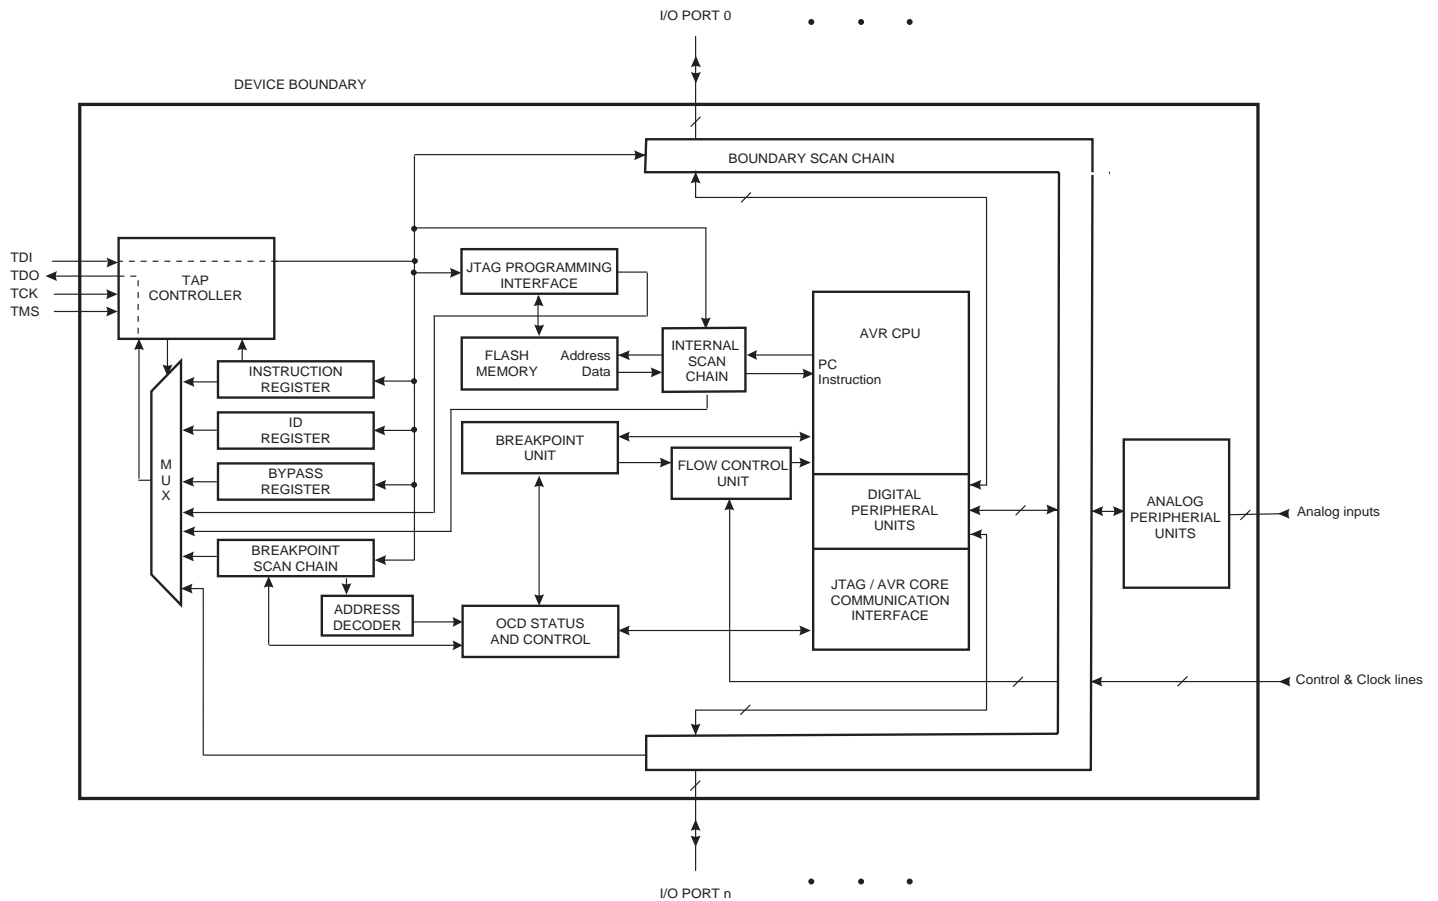 I/O PORT 0
DEVICE BOUNDARY
BOUNDARY SCAN CHAIN
TDI
TDO
TCK
TMS
TAP
CONTROLLER
JTAG PROGRAMMING
INTERFACE
AVR CPU
FLASH
MEMORY
Address
Data
INTERNAL
SCAN
CHAIN
PC
Instruction
INSTRUCTION
REGISTER
ID
REGISTER
BREAKPOINT
UNIT
FLOW CONTROL
UNIT
M
U
X
BYPASS
REGISTER
DIGITAL
PERIPHERAL
UNITS
ANALOG
PERIPHERIAL
UNITS
Analog inputs
BREAKPOINT
SCAN CHAIN
ADDRESS
DECODER
OCD STATUS
AND CONTROL
JTAG / AVR CORE
COMMUNICATION
INTERFACE
Control & Clock lines
I/O PORT n